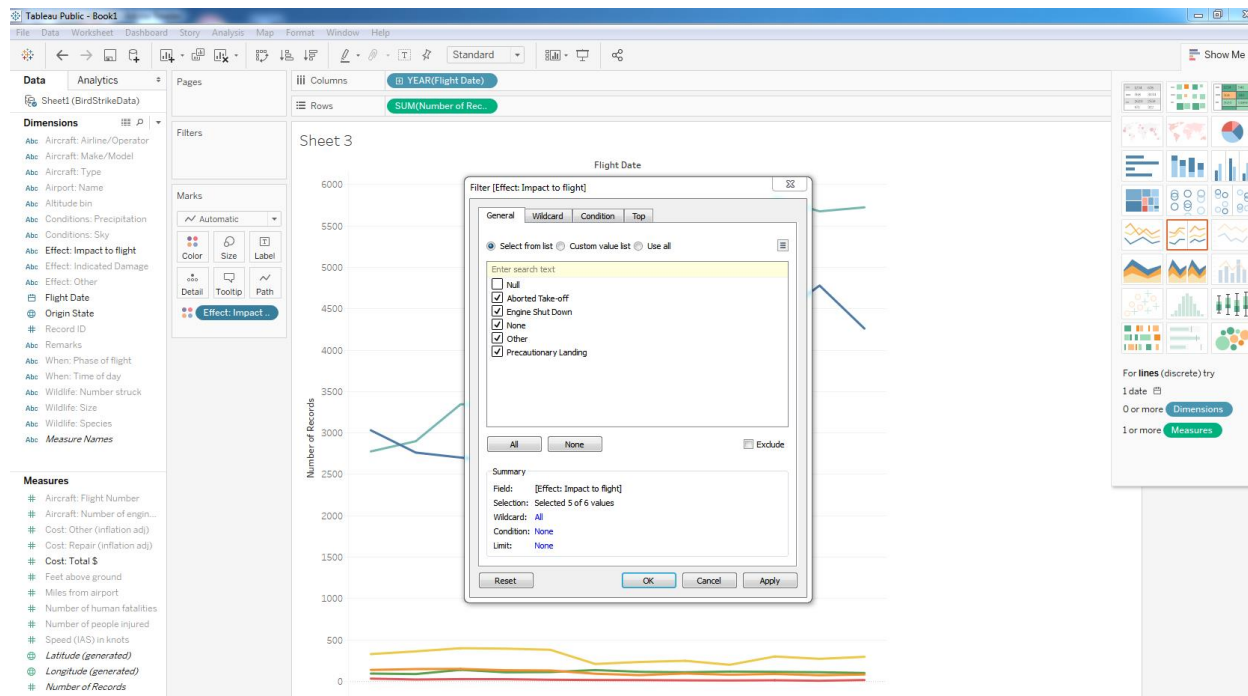 Tableau Public - Book1
File Data Worksheet Dashboard Story Analysis Map Format Window Help
Standard
Show Me
Data Analytics
Sheet1 (BirdStrikeData)
Dimensions
Abc Aircraft: Airline/Operator
Abc Aircraft: Make/Model
Abc Aircraft: Type
Abc Airport: Name
Abc Altitude bin
Abc Conditions: Precipitation
Abc Conditions: Sky
Abc Effect: Impact to flight
Abc Effect: Indicated Damage
Abc Effect: Other
Flight Date
Origin State
# Record ID
Abc Remarks
Abc When: Phase of flight
Abc When: Time of day
Abc Wildlife: Number struck
Abc Wildlife: Size
Abc Wildlife: Species
Abc Measure Names
Measures
# Aircraft: Flight Number
# Aircraft: Number of engin...
# Cost: Other (inflation adj)
# Cost: Repair (inflation adj)
# Cost: Total $
# Feet above ground
# Miles from airport
# Number of human fatalities
# Number of people injured
# Speed (IAS) in knots
Latitude (generated)
Longitude (generated)
# Number of Records
Pages
Filters
Marks
Automatic
Color Size Label
Detail Tooltip Path
Effect: Impact ..
Columns YEAR(Flight Date)
Rows SUM(Number of Rec..
Sheet 3
Flight Date
Number of Records
6000
5500
5000
4500
4000
3500
3000
2500
2000
1500
1000
500
0
Filter [Effect: Impact to flight]
General Wildcard Condition Top
Select from list Custom value list Use all
Enter search text
Null
Aborted Take-off
Engine Shut Down
None
Other
Precautionary Landing
All None Exclude
Summary
Field: [Effect: Impact to flight]
Selection: Selected 5 of 6 values
Wildcard: All
Condition: None
Limit: None
Reset OK Cancel Apply
For lines (discrete) try
1 date
0 or more Dimensions
1 or more Measures